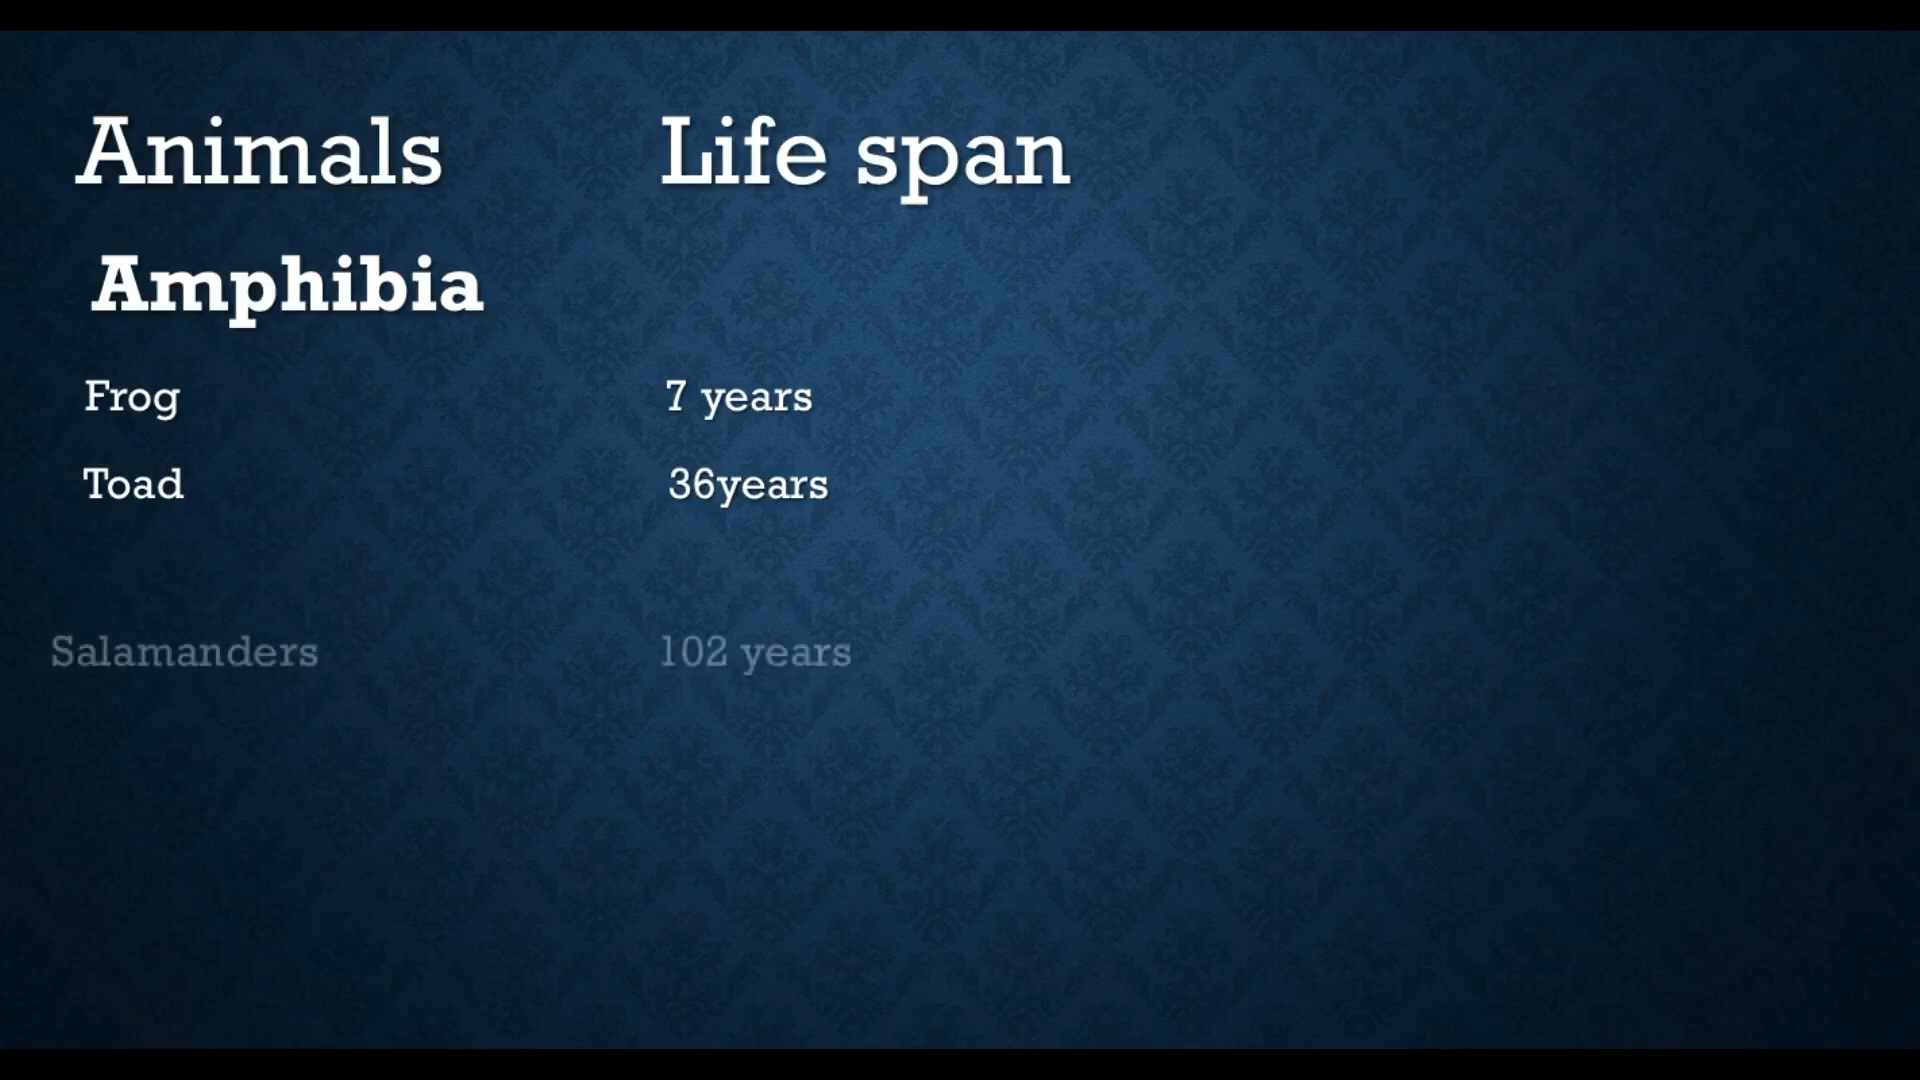 Animals Life span
Amphibia
Frog 7 years
Toad 36years
Salamanders 102 years